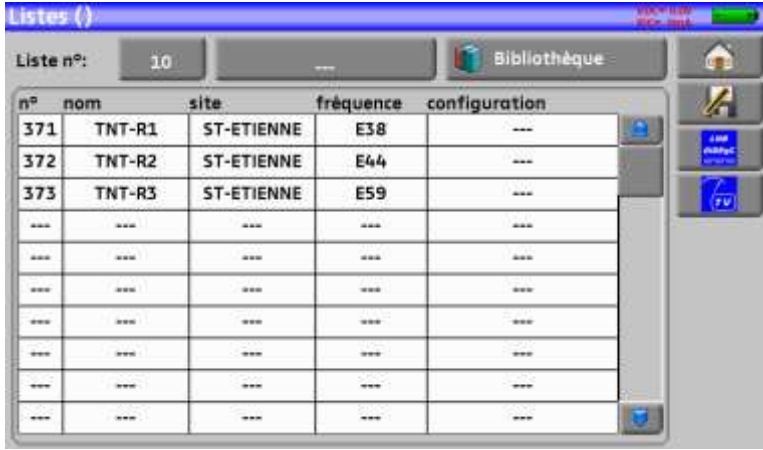 Listes ()
Liste n°: 10 --- Bibliothèque
n° nom site fréquence configuration
371 TNT-R1 ST-ETIENNE E38 ---
372 TNT-R2 ST-ETIENNE E44 ---
373 TNT-R3 ST-ETIENNE E59 ---
--- --- --- --- ---
--- --- --- --- ---
--- --- --- --- ---
--- --- --- --- ---
--- --- --- --- ---
--- --- --- --- ---
--- --- --- --- ---
TV